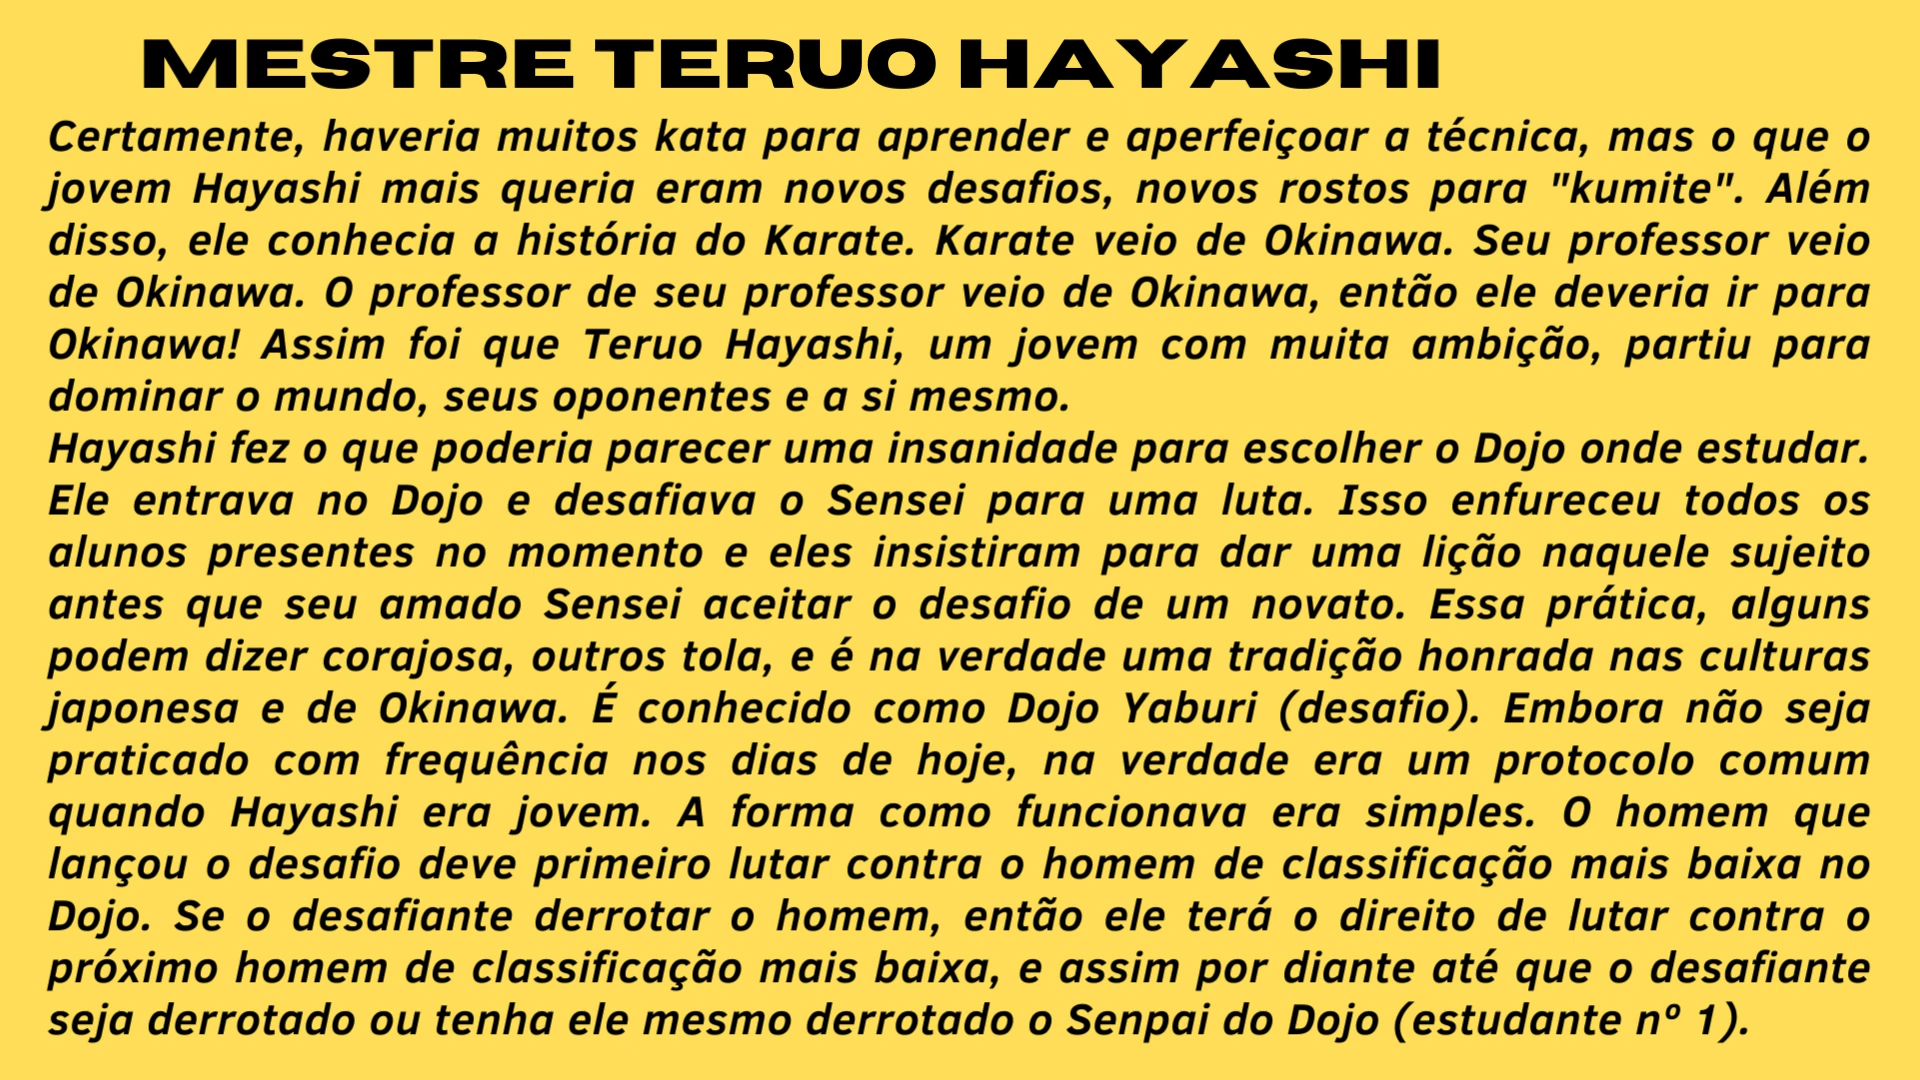 MESTRE TERUO HAYASHI
Certamente, haveria muitos kata para aprender e aperfeiçoar a técnica, mas o que o
jovem Hayashi mais queria eram novos desafios, novos rostos para "kumite". Além
disso, ele conhecia a história do Karate. Karate veio de Okinawa. Seu professor veio
de Okinawa. O professor de seu professor veio de Okinawa, então ele deveria ir para
Okinawa! Assim foi que Teruo Hayashi, um jovem com muita ambição, partiu para
dominar o mundo, seus oponentes e a si mesmo.
Hayashi fez o que poderia parecer uma insanidade para escolher o Dojo onde estudar.
Ele entrava no Dojo e desafiava o Sensei para uma luta. Isso enfureceu todos os
alunos presentes no momento e eles insistiram para dar uma lição naquele sujeito
antes que seu amado Sensei aceitar o desafio de um novato. Essa prática, alguns
podem dizer corajosa, outros tola, e é na verdade uma tradição honrada nas culturas
japonesa e de Okinawa. É conhecido como Dojo Yaburi (desafio). Embora não seja
praticado com frequência nos dias de hoje, na verdade era um protocolo comum
quando Hayashi era jovem. A forma como funcionava era simples. O homem que
lançou o desafio deve primeiro lutar contra o homem de classificação mais baixa no
Dojo. Se o desafiante derrotar o homem, então ele terá o direito de lutar contra o
próximo homem de classificação mais baixa, e assim por diante até que o desafiante
seja derrotado ou tenha ele mesmo derrotado o Senpai do Dojo (estudante nº 1).